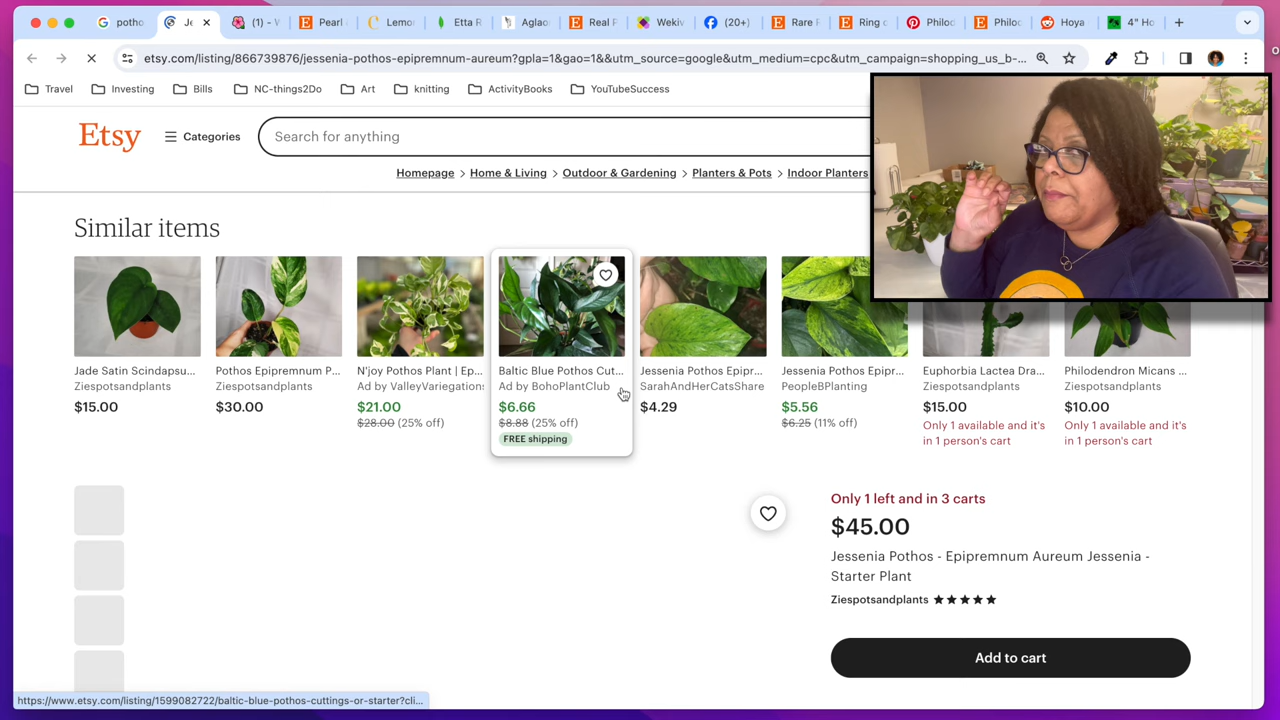 potho
Je
(1) - W
Pearl
Lemon
Etta R
Aglao
Real P
Wekiv
(20+)
Rare F
Ring o
Philod
Philod
Hoya
4" Ho
etsy.com/listing/866739876/jessenia-pothos-epipremnum-aureum?gpla=1&gao=1&&utm_source=google&utm_medium=cpc&utm_campaign=shopping_us_b-...
Travel
Investing
Bills
NC-things2Do
Art
knitting
ActivityBooks
YouTubeSuccess
Etsy
Categories
Search for anything
Homepage > Home & Living > Outdoor & Gardening > Planters & Pots > Indoor Planters
Similar items
Jade Satin Scindapsu...
Ziespotsandplants
$15.00
Pothos Epipremnum P...
Ziespotsandplants
$30.00
N'joy Pothos Plant | Ep...
Ad by ValleyVariegations
$21.00
$28.00 (25% off)
Baltic Blue Pothos Cut...
Ad by BohoPlantClub
$6.66
$8.88 (25% off)
FREE shipping
Jessenia Pothos Epipr...
SarahAndHerCatsShare
$4.29
Jessenia Pothos Epipr...
PeopleBPlanting
$5.56
$6.25 (11% off)
Euphorbia Lactea Dra...
Ziespotsandplants
$15.00
Only 1 available and it's
in 1 person's cart
Philodendron Micans ...
Ziespotsandplants
$10.00
Only 1 available and it's
in 1 person's cart
Only 1 left and in 3 carts
$45.00
Jessenia Pothos - Epipremnum Aureum Jessenia -
Starter Plant
Ziespotsandplants
Add to cart
https://www.etsy.com/listing/1599082722/baltic-blue-pothos-cuttings-or-starter?cli...